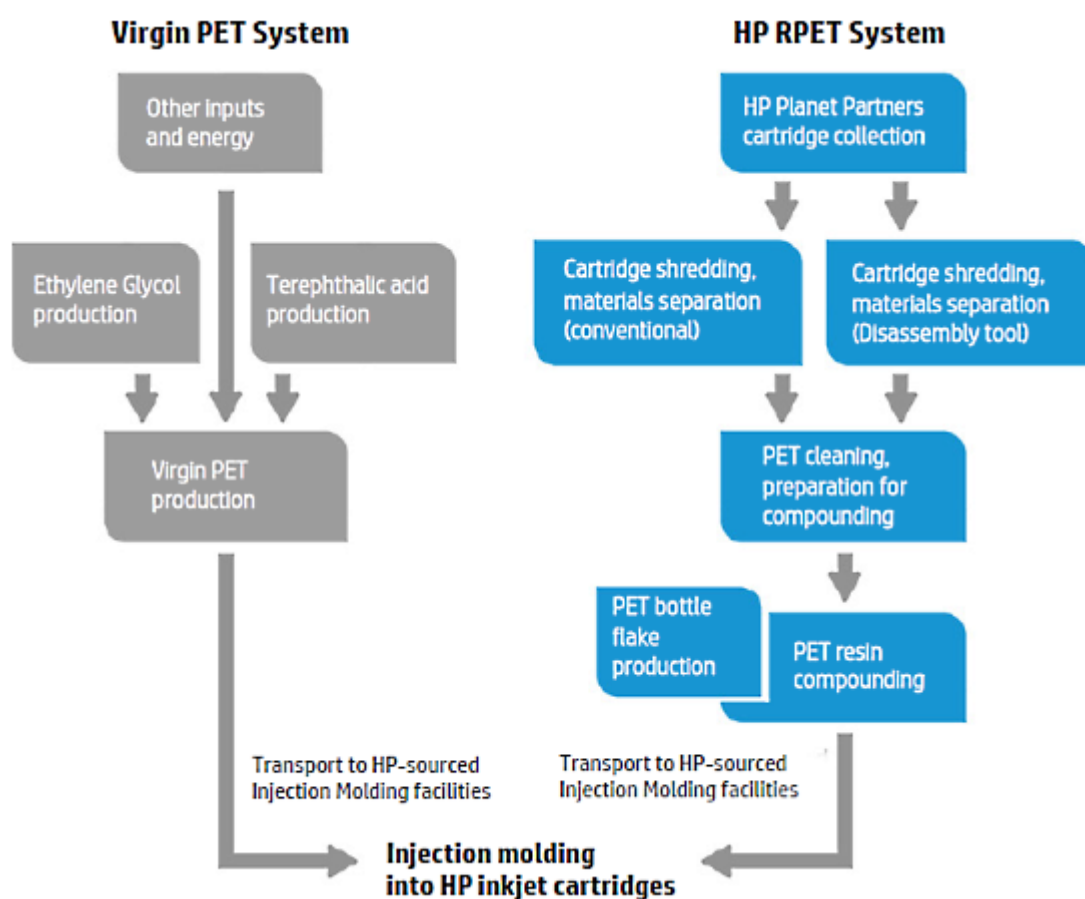 Virgin PET System
HP RPET System
Other inputs
and energy
HP Planet Partners
cartridge collection
Ethylene Glycol
production
Terephthalic acid
production
Cartridge shredding,
materials separation
(conventional)
Cartridge shredding,
materials separation
(Disassembly tool)
Virgin PET
production
PET cleaning,
preparation for
compounding
PET bottle
flake
production
PET resin
compounding
Transport to HP-sourced
Injection Molding facilities
Transport to HP-sourced
Injection Molding facilities
Injection molding
into HP inkjet cartridges